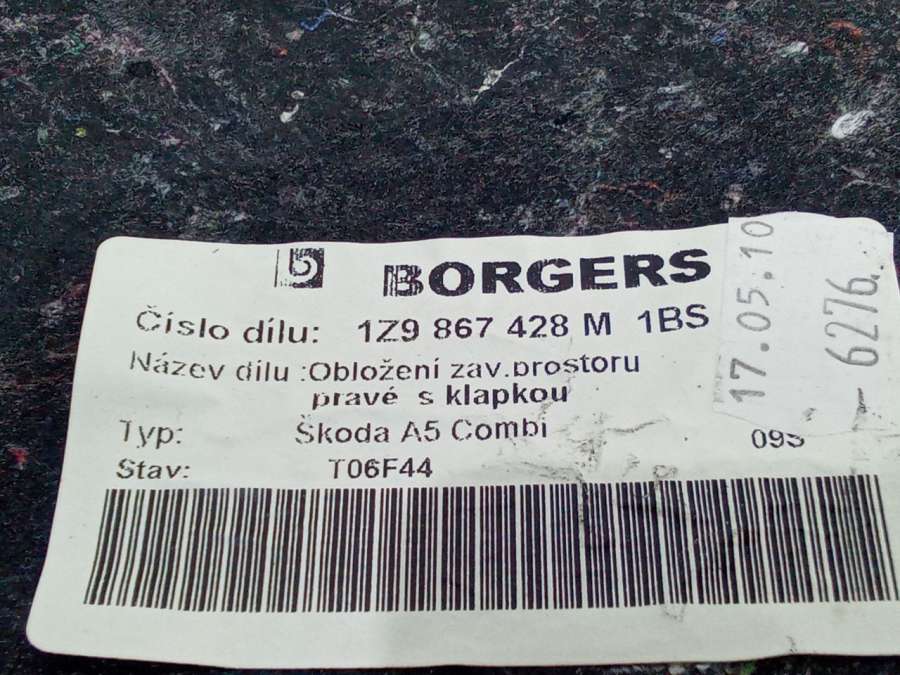 BORGERS
Číslo dílu: 1Z9 867 428 M 1BS
Název dílu :Obložení zav.prostoru
pravé s klapkou
Typ: Škoda A5 Combi
Stav: T06F44
17.05.10
6276